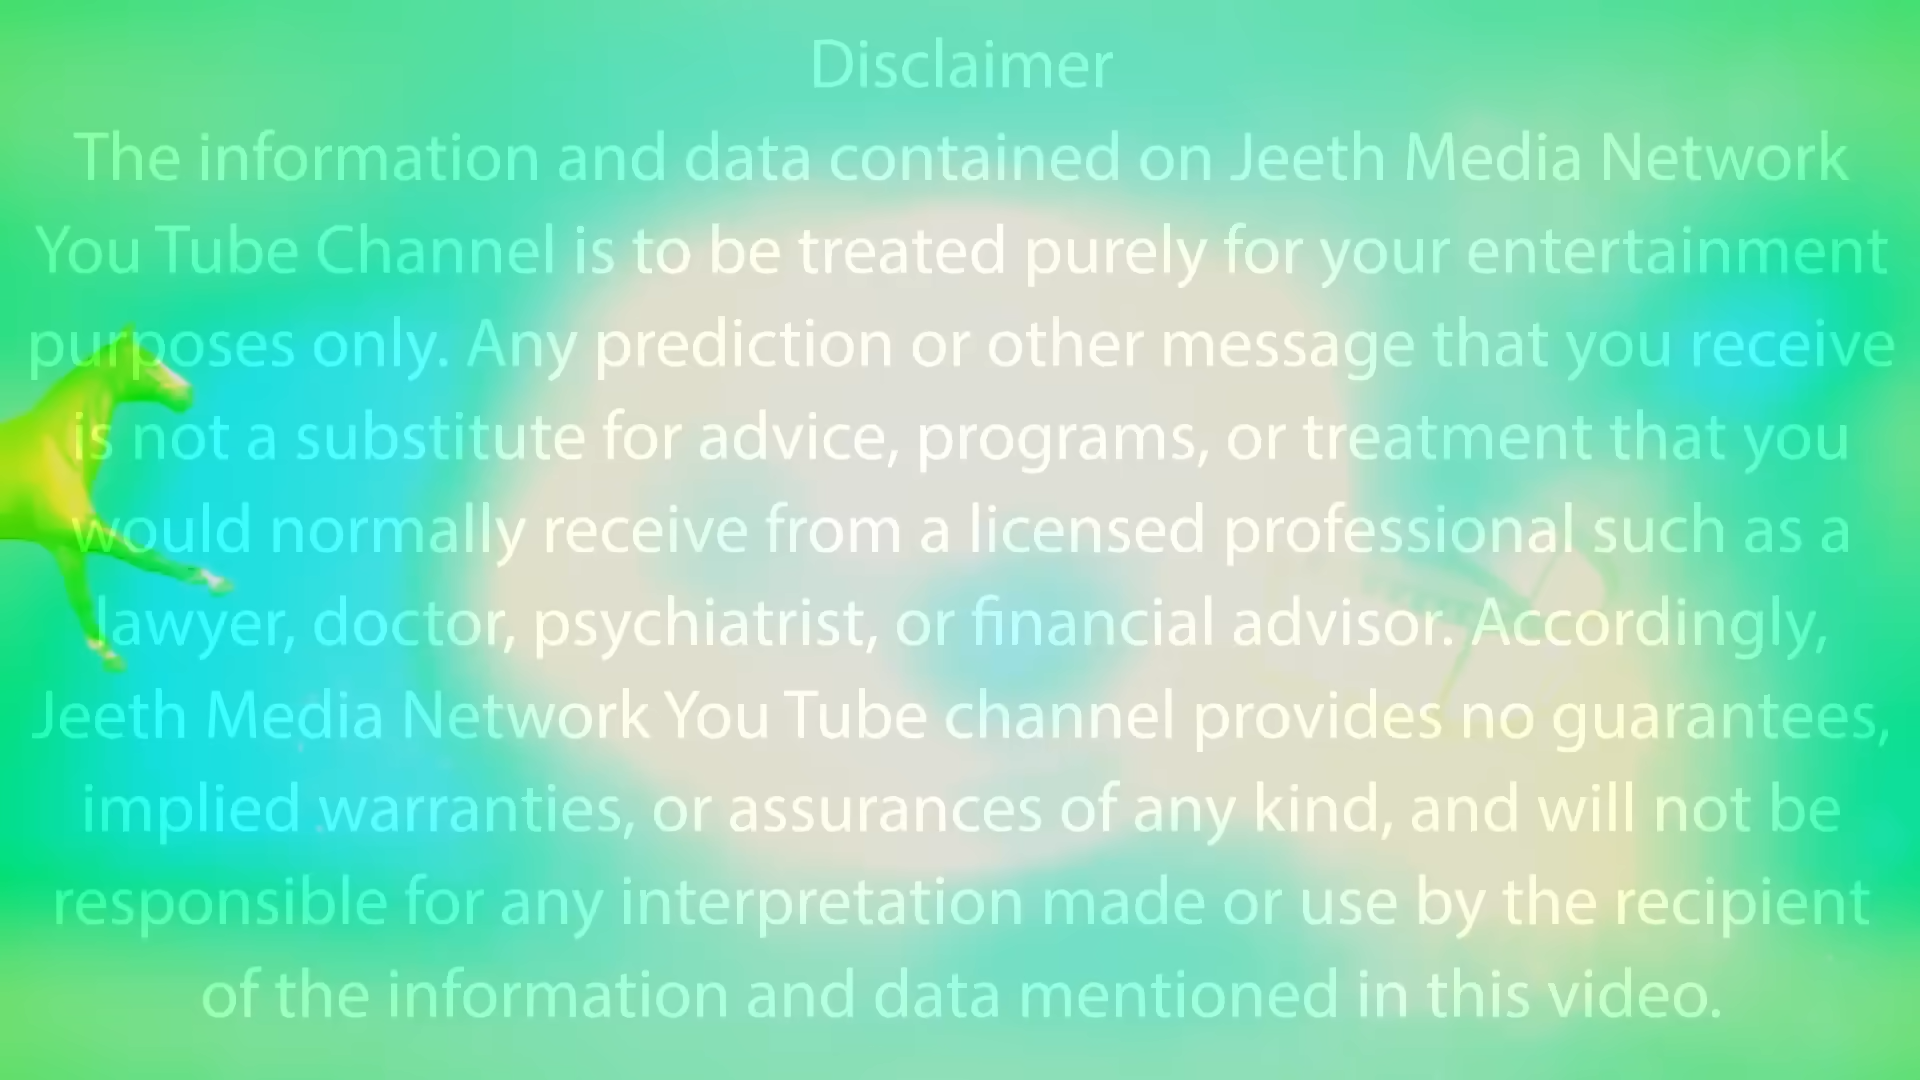 Disclaimer
The information and data contained on Jeeth Media Network
You Tube Channel is to be treated purely for your entertainment
purposes only. Any prediction or other message that you receive
is not a substitute for advice, programs, or treatment that you
would normally receive from a licensed professional such as a
lawyer, doctor, psychiatrist, or financial advisor. Accordingly,
Jeeth Media Network You Tube channel provides no guarantees,
implied warranties, or assurances of any kind, and will not be
responsible for any interpretation made or use by the recipient
of the information and data mentioned in this video.